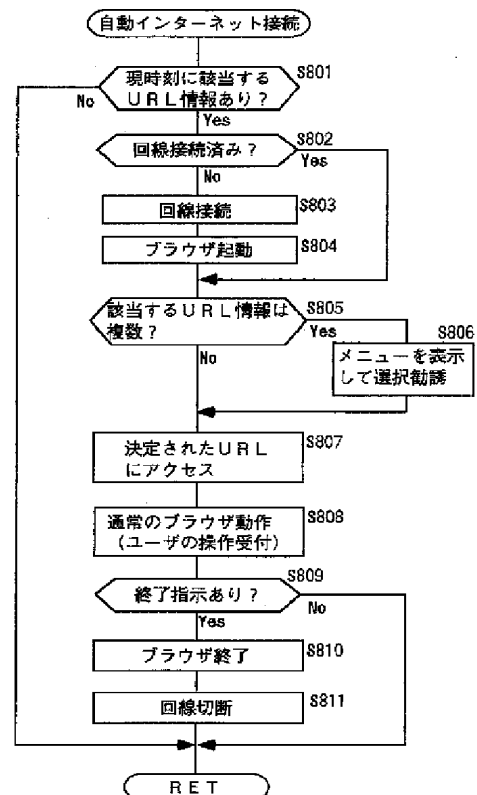 自動インターネット接続
現時刻に該当する
URL情報あり?
S801
No
Yes
回線接続済み?
S802
Yes
No
回線接続
S803
ブラウザ起動
S804
該当するURL情報は
複数?
S805
Yes
No
S806
メニューを表示
して選択勧誘
決定されたURL
にアクセス
S807
通常のブラウザ動作
(ユーザの操作受付)
S808
終了指示あり?
S809
No
Yes
ブラウザ終了
S810
回線切断
S811
RET